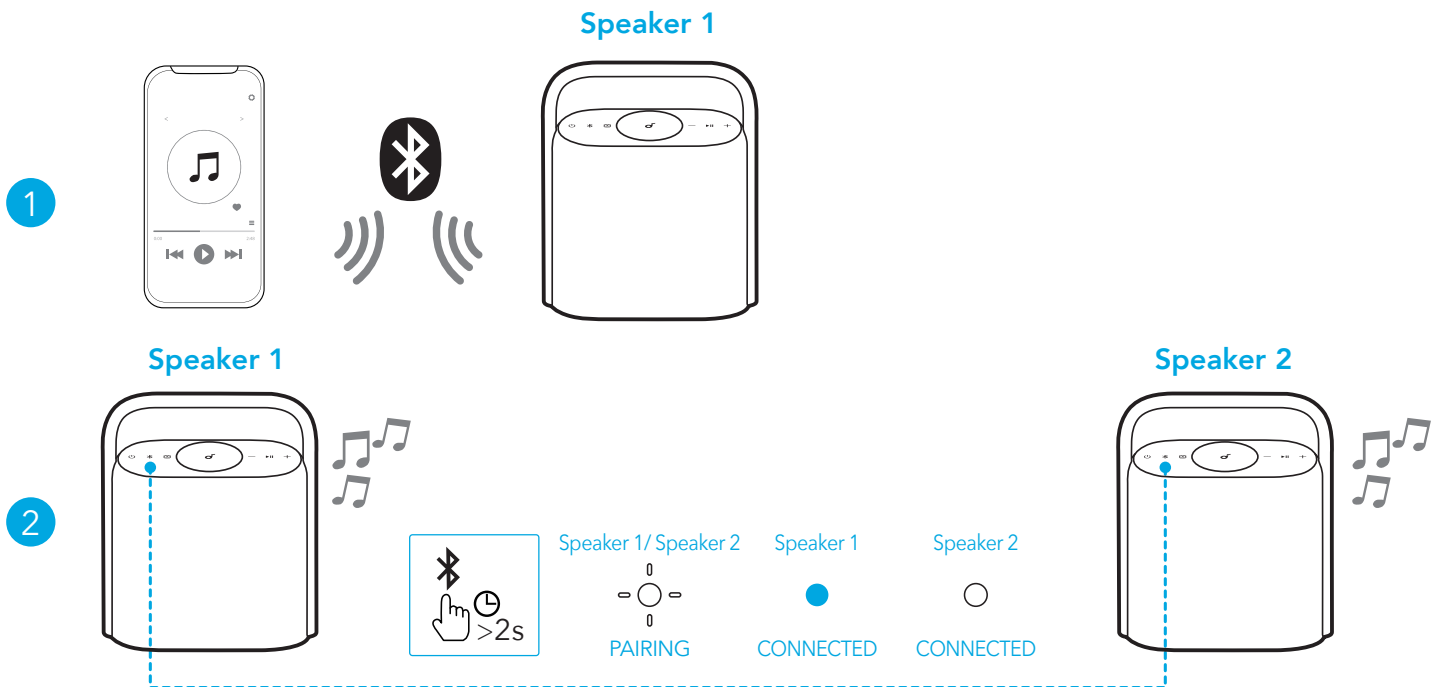 Speaker 1
1
Speaker 1
Speaker 2
2
>2s
Speaker 1/ Speaker 2
PAIRING
Speaker 1
CONNECTED
Speaker 2
CONNECTED